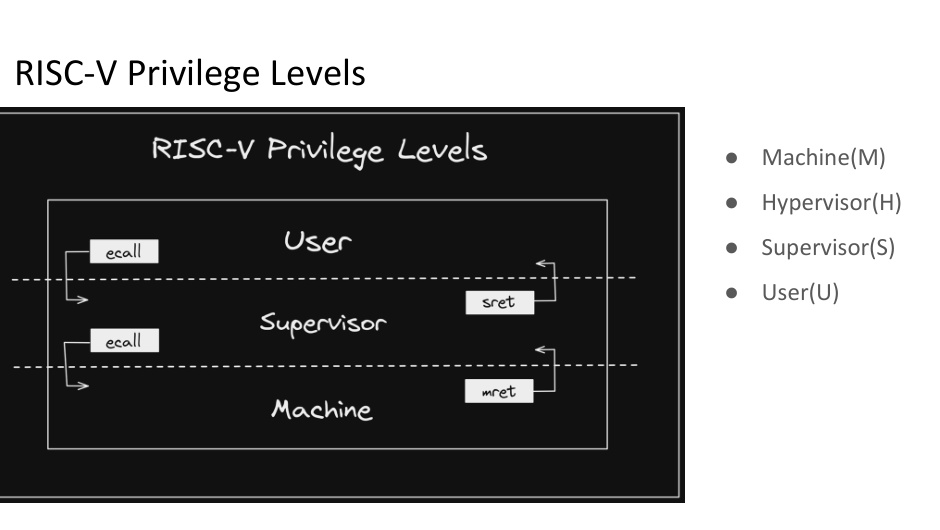 RISC-V Privilege Levels
RISC-V Privilege Levels
User
ecall
sret
Supervisor
ecall
mret
Machine
● Machine(M)
● Hypervisor(H)
● Supervisor(S)
● User(U)